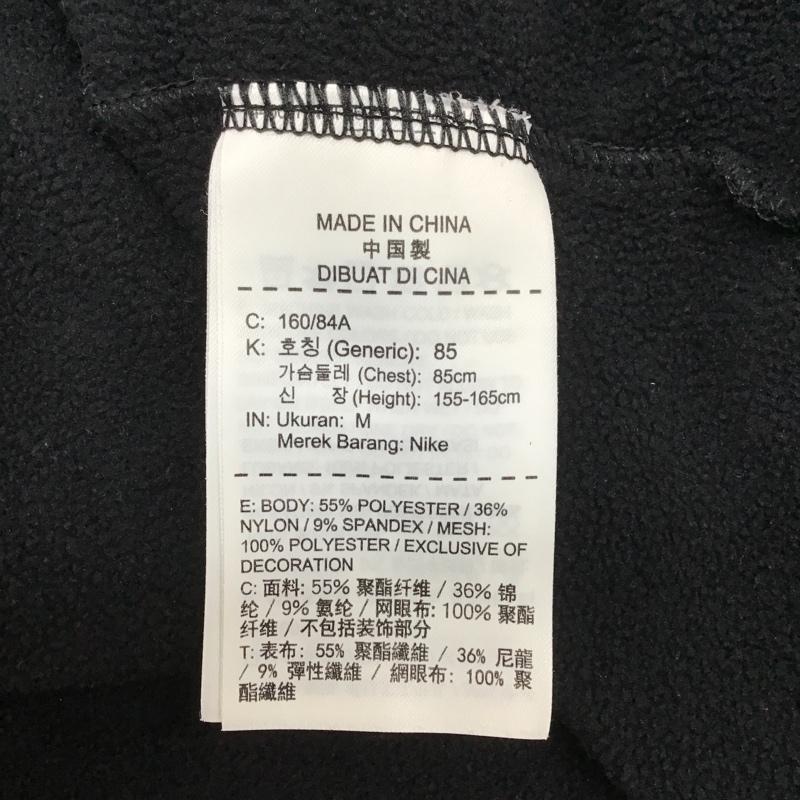 MADE IN CHINA
中国製
DIBUAT DI CINA
C: 160/84A
K: 호칭 (Generic): 85
가슴둘레 (Chest): 85cm
신 장 (Height): 155-165cm
IN: Ukuran: M
Merek Barang: Nike
E: BODY: 55% POLYESTER / 36%
NYLON / 9% SPANDEX / MESH:
100% POLYESTER / EXCLUSIVE OF
DECORATION
C: 面料: 55% 聚酯纤维 / 36% 锦
纶 / 9% 氨纶 / 网眼布: 100% 聚酯
纤维 / 不包括装饰部分
T: 表布: 55% 聚酯纖維 / 36% 尼龍
/ 9% 彈性纖維 / 網眼布: 100% 聚
酯纖維